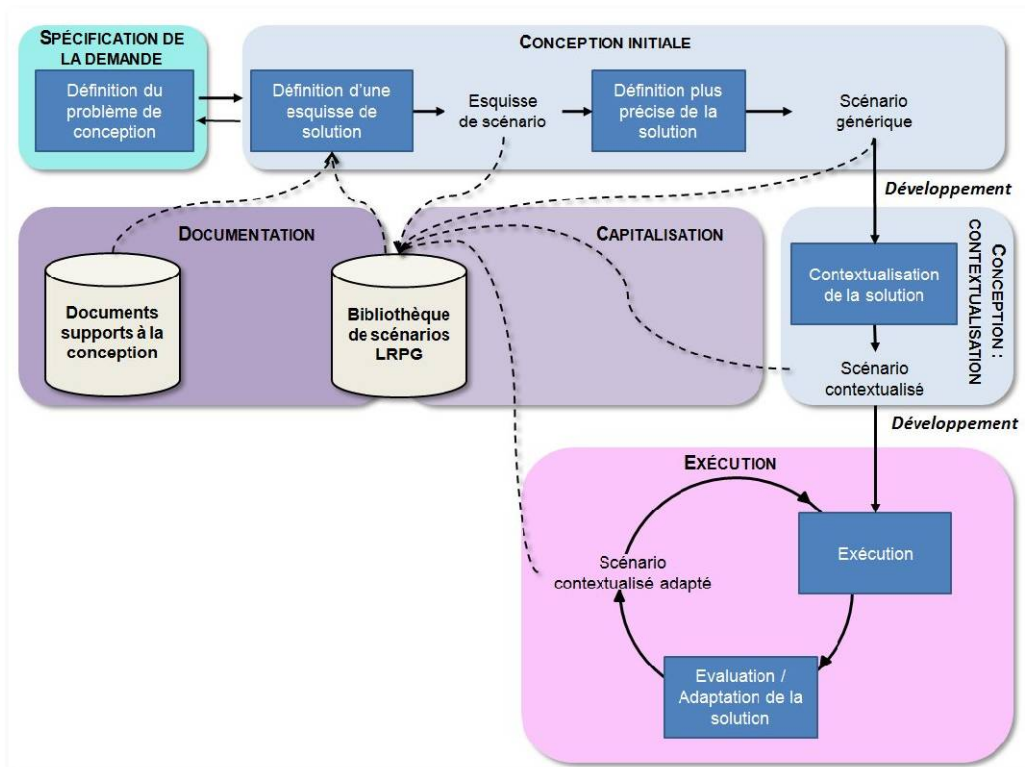 SPÉCIFICATION DE
LA DEMANDE
Définition du
problème de
conception
CONCEPTION INITIALE
Définition d'une
esquisse de
solution
Esquisse
de scénario
Définition plus
précise de la
solution
Scénario
générique
Développement
DOCUMENTATION
Documents
supports à la
conception
Bibliothèque
de scénarios
LRPG
CAPITALISATION
Contextualisation
de la solution
Scénario
contextualisé
CONCEPTION :
CONTEXTUALISATION
Développement
EXÉCUTION
Exécution
Scénario
contextualisé adapté
Evaluation /
Adaptation de la
solution